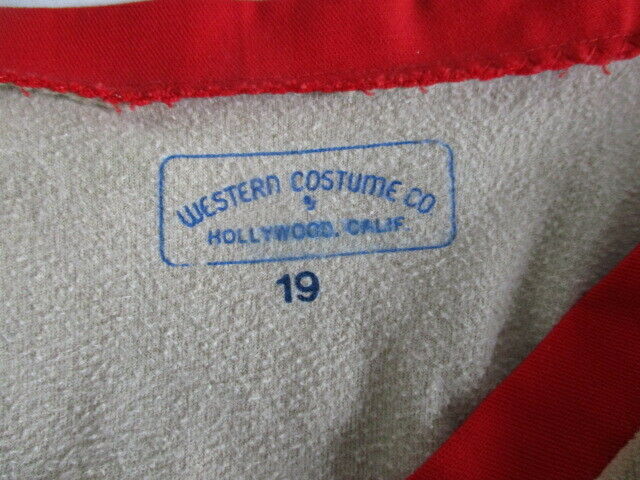 WESTERN COSTUME CO
HOLLYWOOD, CALIF.
19